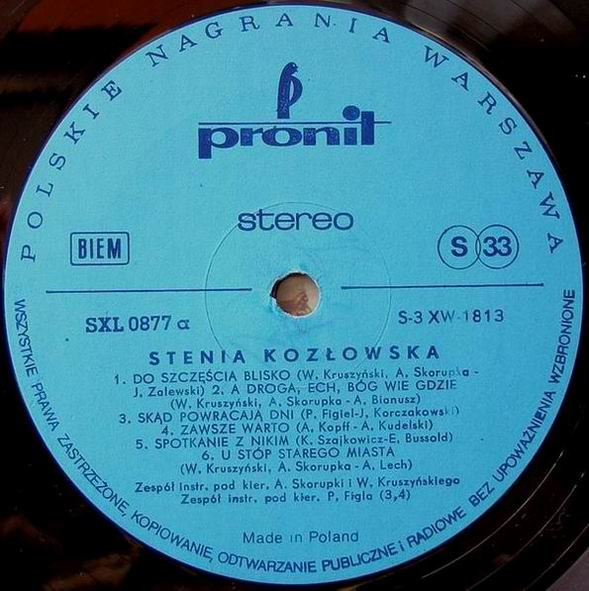 POLSKIE NAGRANIA WARSZAWA
pronit
stereo
BIEM
S 33
SXL 0877 a
S-3 XW-1813
STENIA KOZŁOWSKA
1. DO SZCZĘŚCIA BLISKO (W. Kruszyński, A. Skorupka -
J. Zalewski) 2. A DROGA, ECH, BÓG WIE GDZIE
(W. Kruszyński, A. Skorupka - A. Bianusz)
3. SKĄD POWRACAJĄ DNI (P. Figiel-J. Korczakowski)
4. ZAWSZE WARTO (A. Kopff - A. Kudelski)
5. SPOTKANIE Z NIKIM (K. Szajkowicz-E. Bussold)
6. U STÓP STAREGO MIASTA
(W. Kruszyński, A. Skorupka - A. Lech)
Zespół instr. pod kier. A. Skorupki i W. Kruszyńskiego
Zespół instr. pod kier. P. Figla (3,4)
Made in Poland
WSZYSTKIE PRAWA ZASTRZEŻONE, KOPIOWANIE, ODTWARZANIE PUBLICZNE i RADIOWE BEZ UPOWAŻNIENIA WZBRONIONE